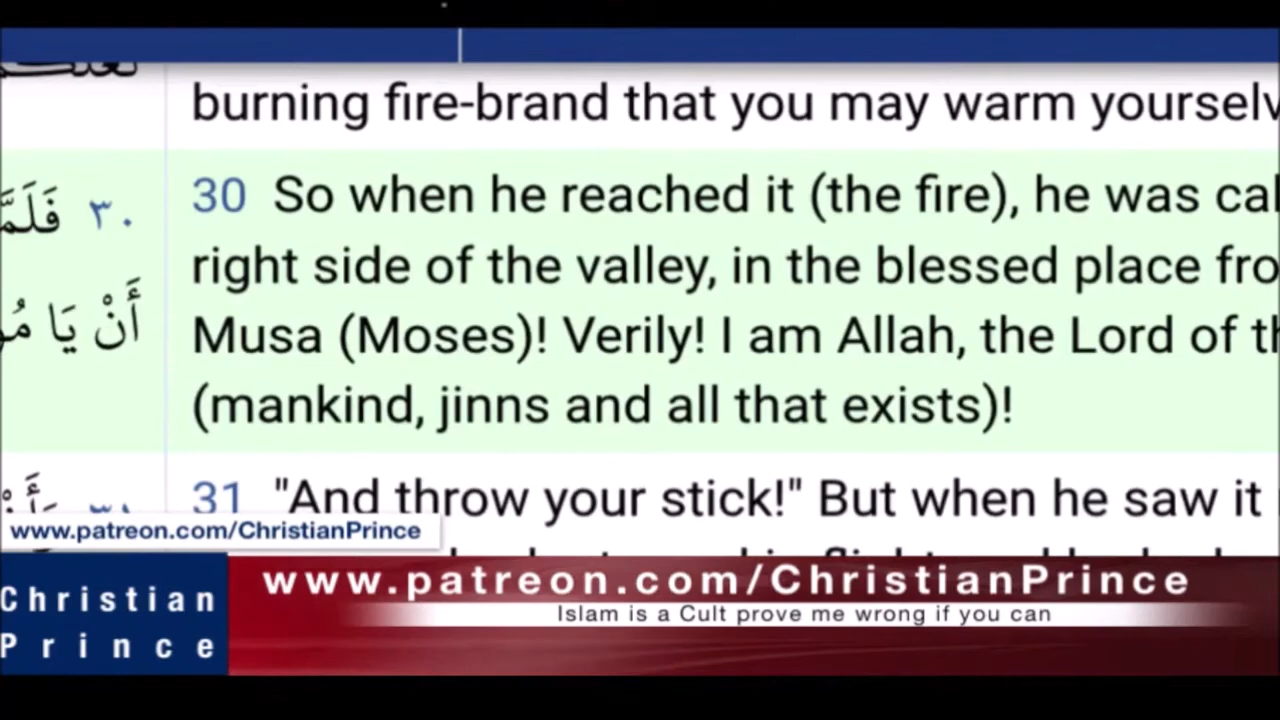 burning fire-brand that you may warm yourselv
30 So when he reached it (the fire), he was cal
right side of the valley, in the blessed place fro
Musa (Moses)! Verily! I am Allah, the Lord of th
(mankind, jinns and all that exists)!
31 "And throw your stick!" But when he saw it
٣٠ فَلَمَّ
أَنْ يَا مُو
www.patreon.com/ChristianPrince
Christian
Prince
www.patreon.com/ChristianPrince
Islam is a Cult prove me wrong if you can